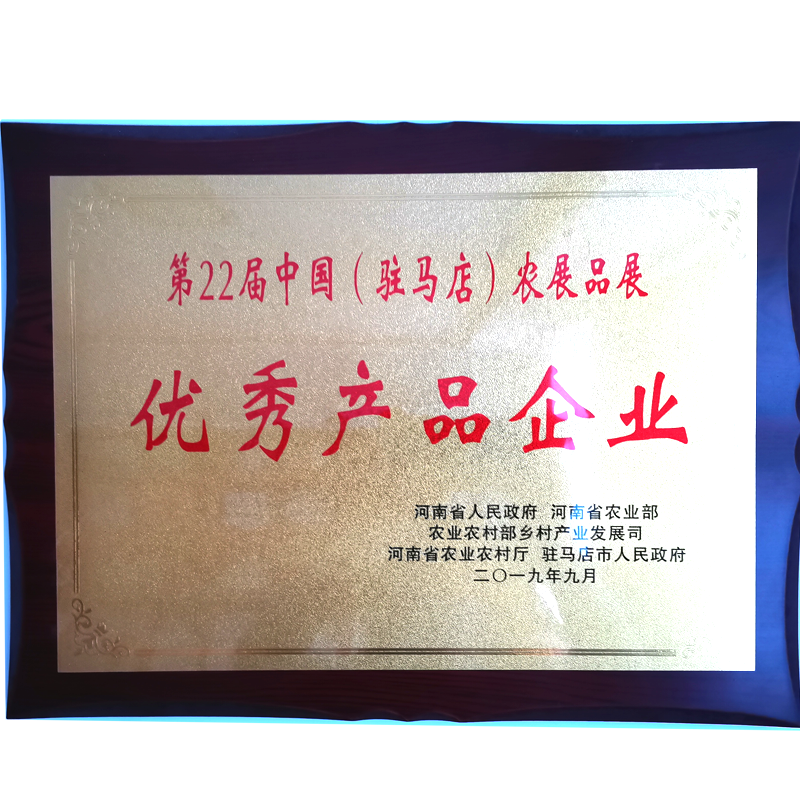 第22届中国(驻马店)农展品展
优秀产品企业
河南省人民政府 河南省农业部
农业农村部乡村产业发展司
河南省农业农村厅 驻马店市人民政府
二〇一九年九月